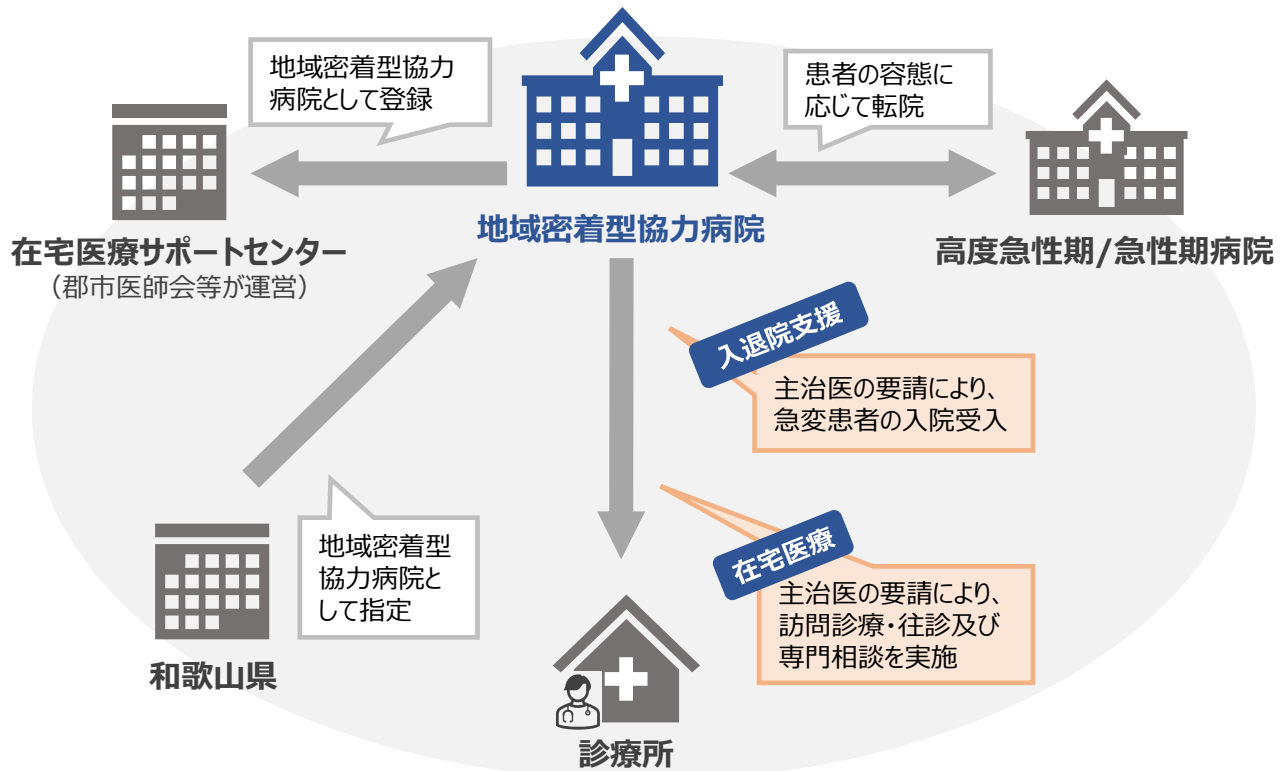 地域密着型協力
病院として登録
患者の容態に
応じて転院
地域密着型協力病院
在宅医療サポートセンター
（郡市医師会等が運営）
高度急性期/急性期病院
入退院支援
主治医の要請により、
急変患者の入院受入
地域密着型
協力病院と
して指定
在宅医療
主治医の要請により、
訪問診療・往診及び
専門相談を実施
和歌山県
診療所